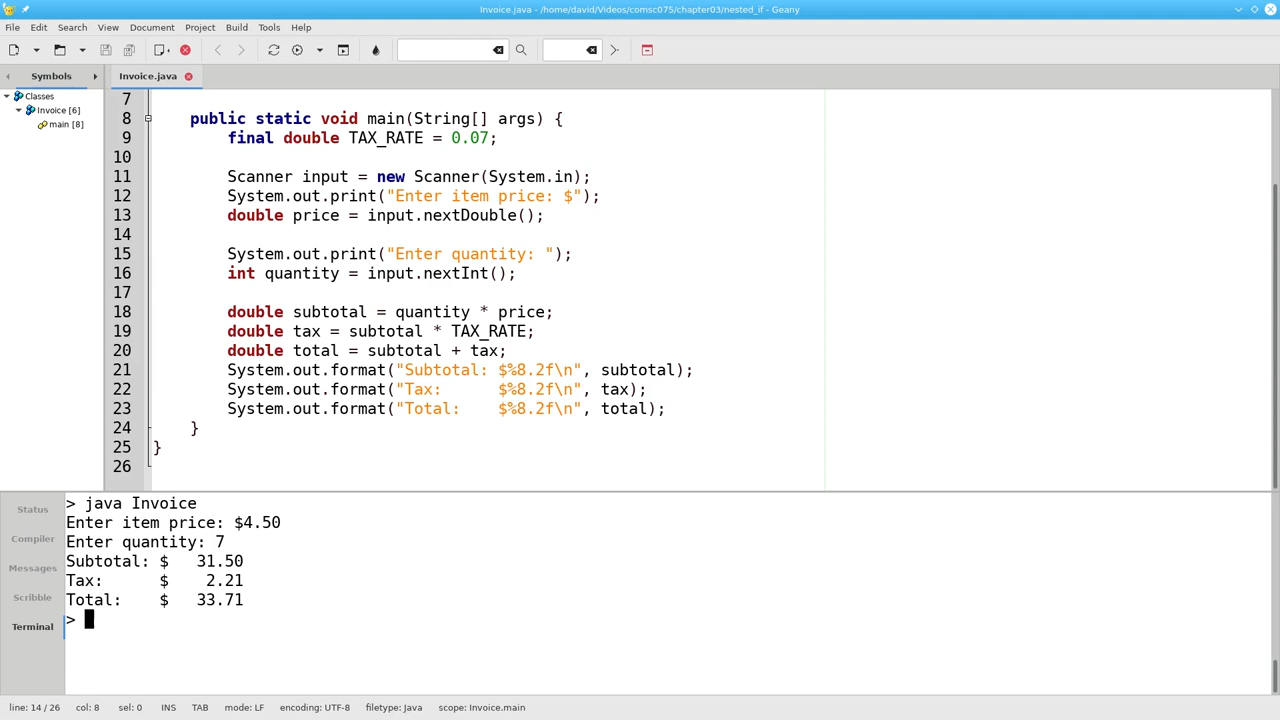 Invoice.java - /home/david/Videos/comsc075/chapter03/nested_if - Geany
File Edit Search View Document Project Build Tools Help
Symbols
Invoice.java
Classes
Invoice [6]
main [8]
7
8     public static void main(String[] args) {
9         final double TAX_RATE = 0.07;
10
11         Scanner input = new Scanner(System.in);
12         System.out.print("Enter item price: $");
13         double price = input.nextDouble();
14
15         System.out.print("Enter quantity: ");
16         int quantity = input.nextInt();
17
18         double subtotal = quantity * price;
19         double tax = subtotal * TAX_RATE;
20         double total = subtotal + tax;
21         System.out.format("Subtotal: $%8.2f\n", subtotal);
22         System.out.format("Tax:      $%8.2f\n", tax);
23         System.out.format("Total:    $%8.2f\n", total);
24     }
25 }
26
Status
Compiler
Messages
Scribble
Terminal
> java Invoice
Enter item price: $4.50
Enter quantity: 7
Subtotal: $   31.50
Tax:      $    2.21
Total:    $   33.71
>
line: 14 / 26 col: 8 sel: 0 INS TAB mode: LF encoding: UTF-8 filetype: Java scope: Invoice.main